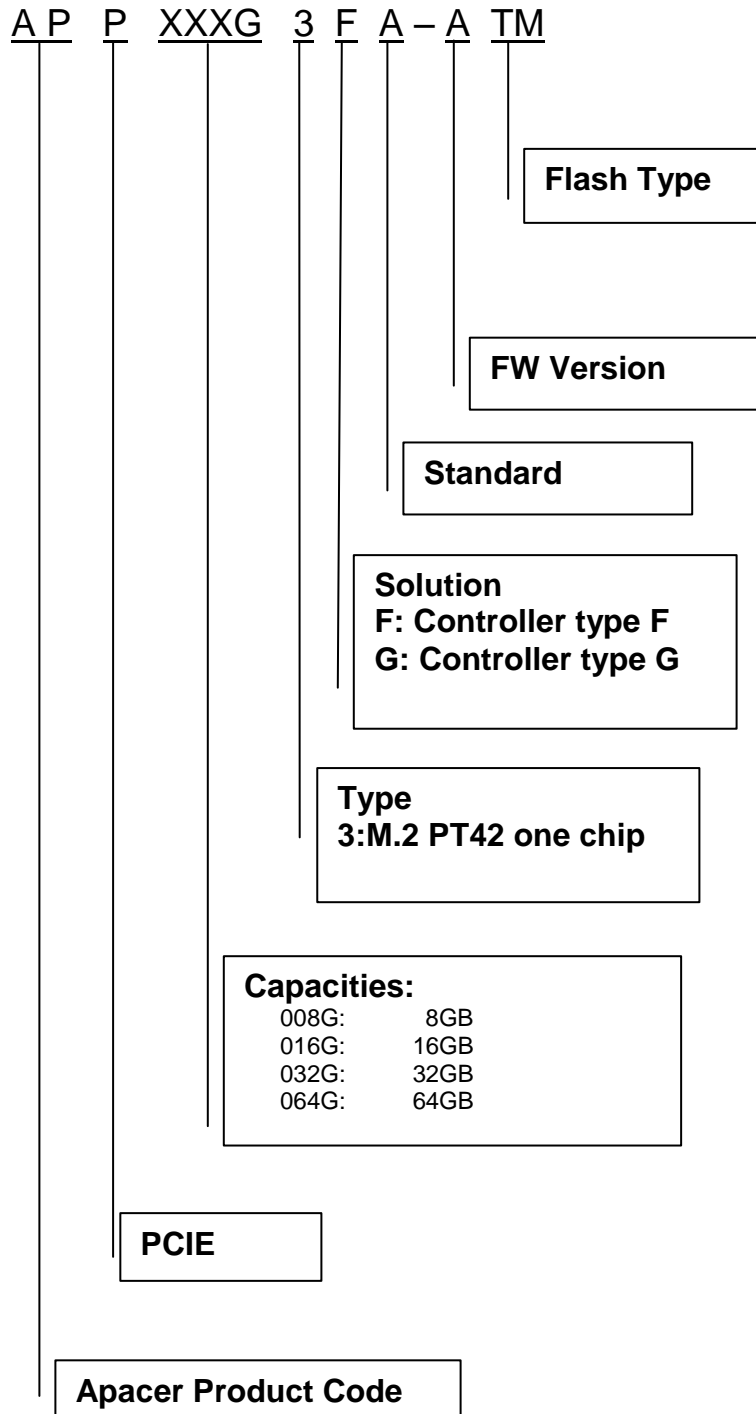 A P P XXXG 3 F A – A TM
Flash Type
FW Version
Standard
Solution
F: Controller type F
G: Controller type G
Type
3:M.2 PT42 one chip
Capacities:
008G: 8GB
016G: 16GB
032G: 32GB
064G: 64GB
PCIE
Apacer Product Code